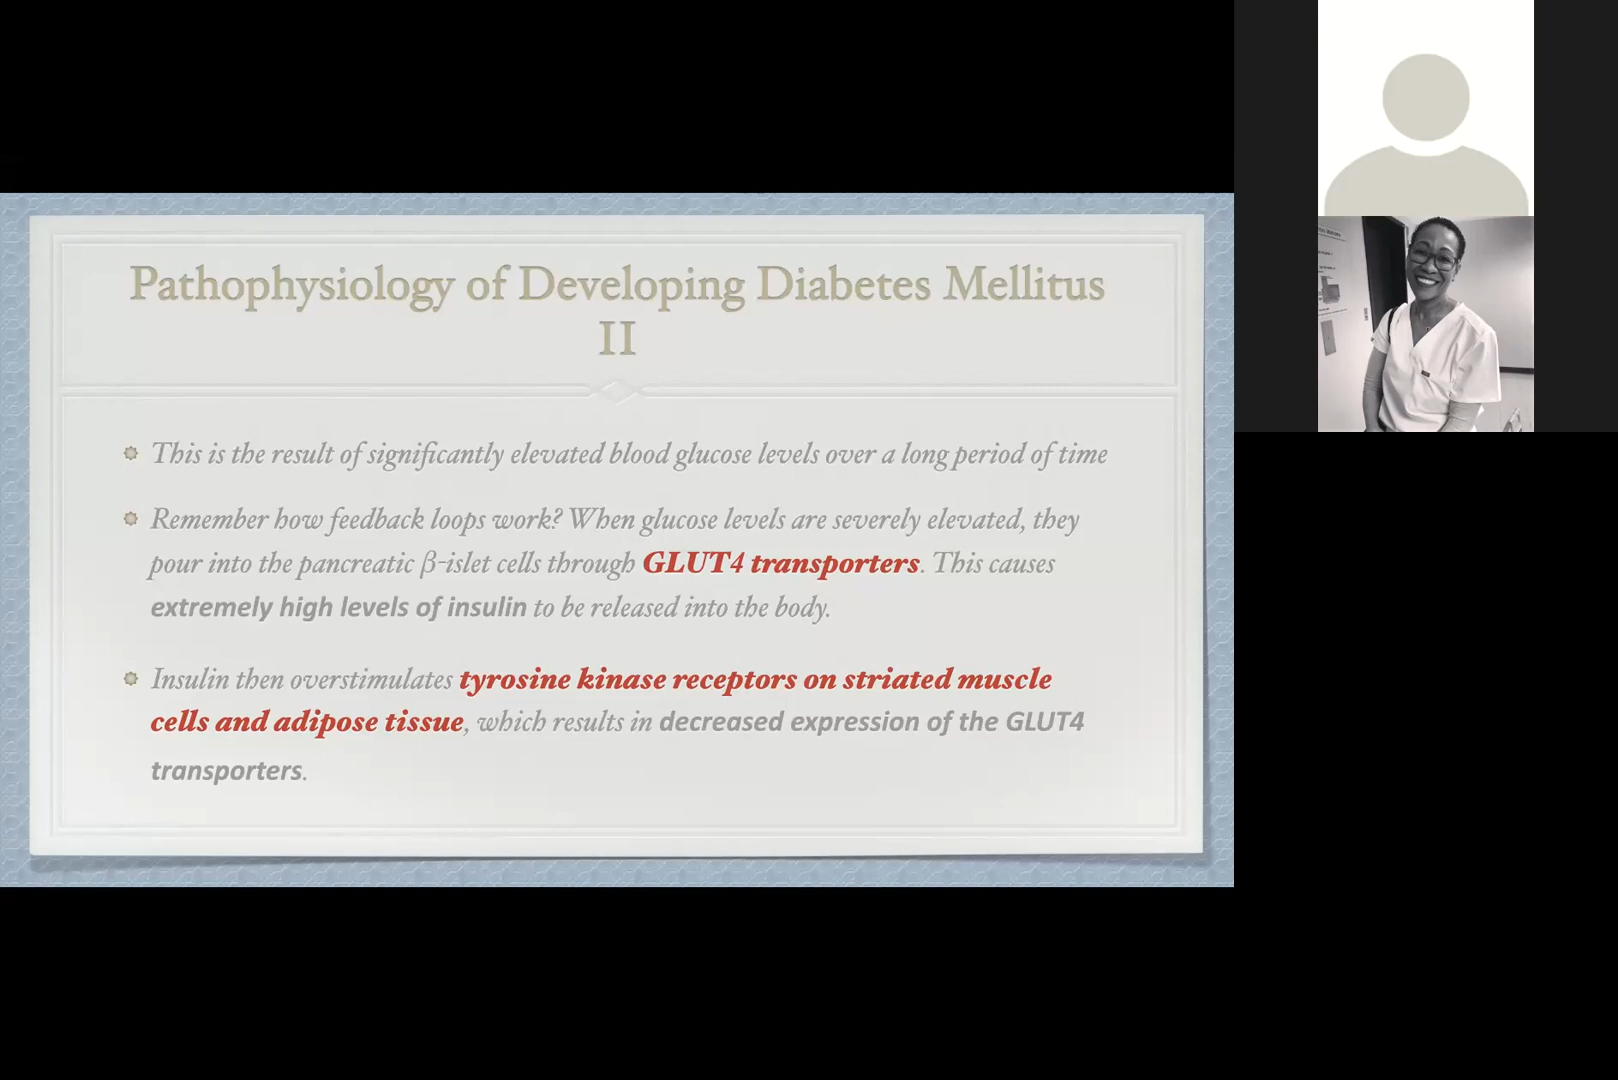 Pathophysiology of Developing Diabetes Mellitus
II
This is the result of significantly elevated blood glucose levels over a long period of time
Remember how feedback loops work? When glucose levels are severely elevated, they
pour into the pancreatic β-islet cells through GLUT4 transporters. This causes
extremely high levels of insulin to be released into the body.
Insulin then overstimulates tyrosine kinase receptors on striated muscle
cells and adipose tissue, which results in decreased expression of the GLUT4
transporters.